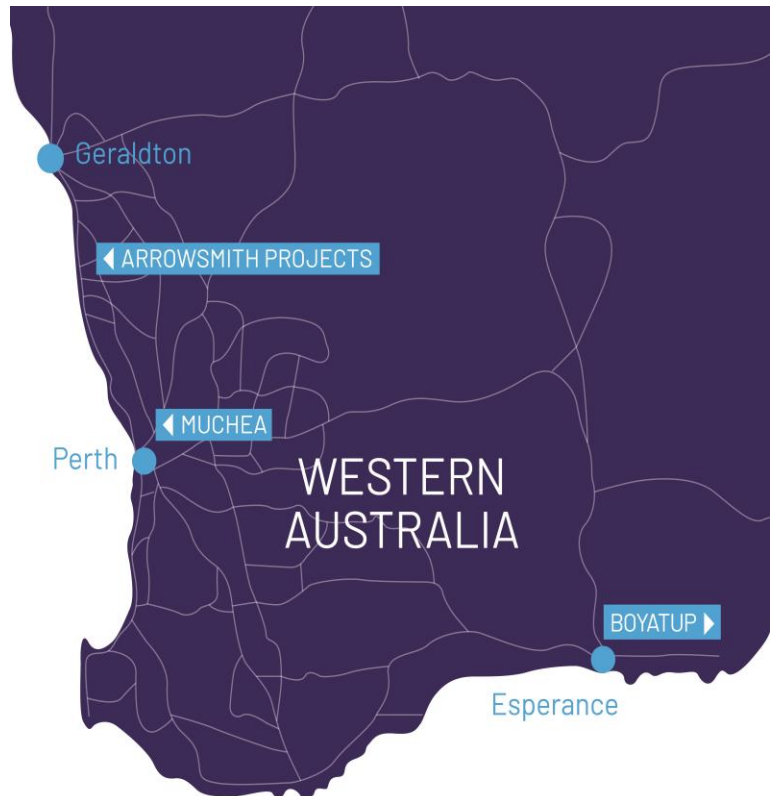 Geraldton
ARROWSMITH PROJECTS
MUCHEA
Perth
WESTERN
AUSTRALIA
BOYATUP
Esperance